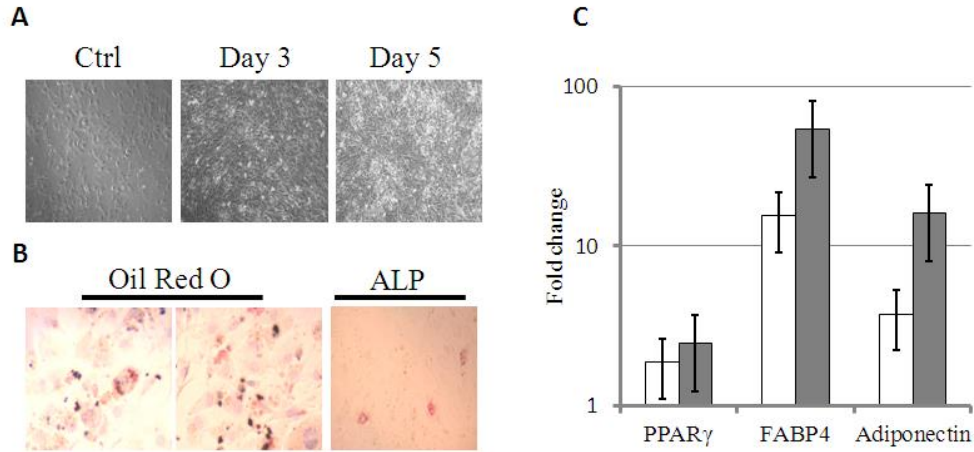 A
Ctrl Day 3 Day 5
B
Oil Red O ALP
C
Fold change
100
10
1
PPARγ FABP4 Adiponectin